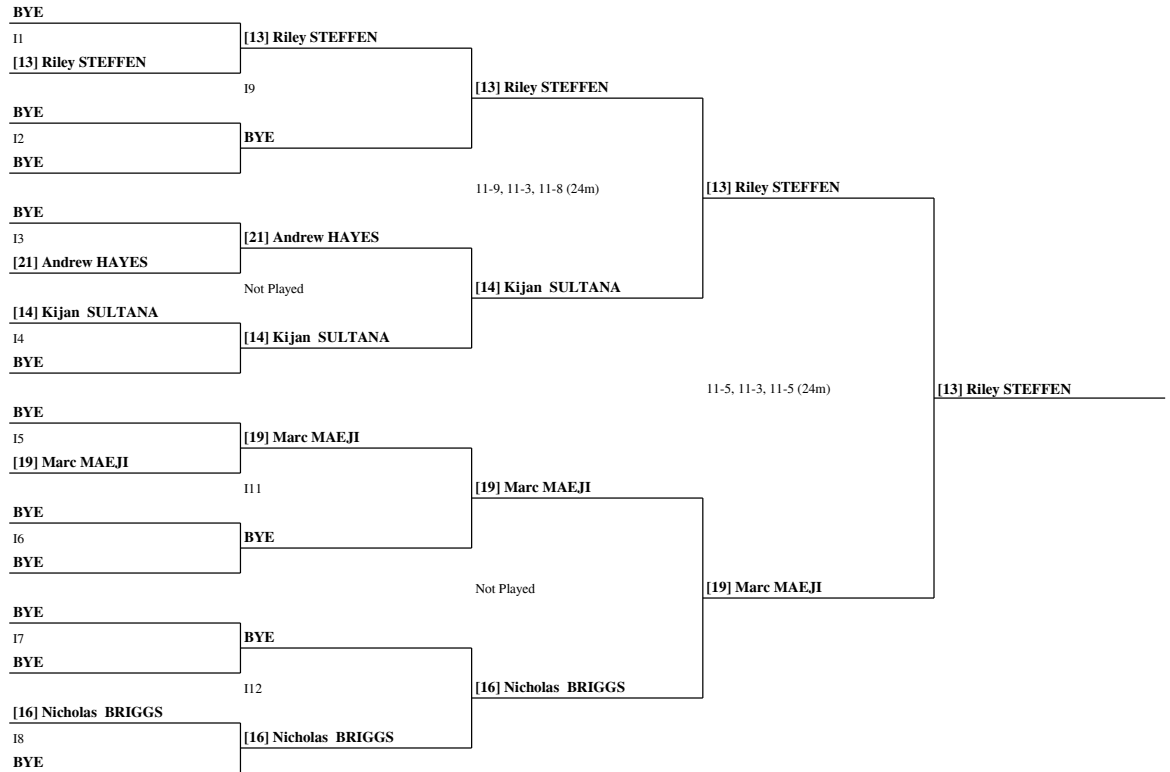 BYE
I1
[13] Riley STEFFEN
BYE
I2
BYE
BYE
I3
[21] Andrew HAYES
[14] Kijan  SULTANA
I4
BYE
BYE
I5
[19] Marc MAEJI
BYE
I6
BYE
BYE
I7
BYE
[16] Nicholas  BRIGGS
I8
BYE
[13] Riley STEFFEN
I9
BYE
[21] Andrew HAYES
Not Played
[14] Kijan  SULTANA
[19] Marc MAEJI
I11
BYE
BYE
I12
[16] Nicholas  BRIGGS
[13] Riley STEFFEN
11-9, 11-3, 11-8 (24m)
[14] Kijan  SULTANA
[19] Marc MAEJI
Not Played
[16] Nicholas  BRIGGS
[13] Riley STEFFEN
11-5, 11-3, 11-5 (24m)
[19] Marc MAEJI
[13] Riley STEFFEN